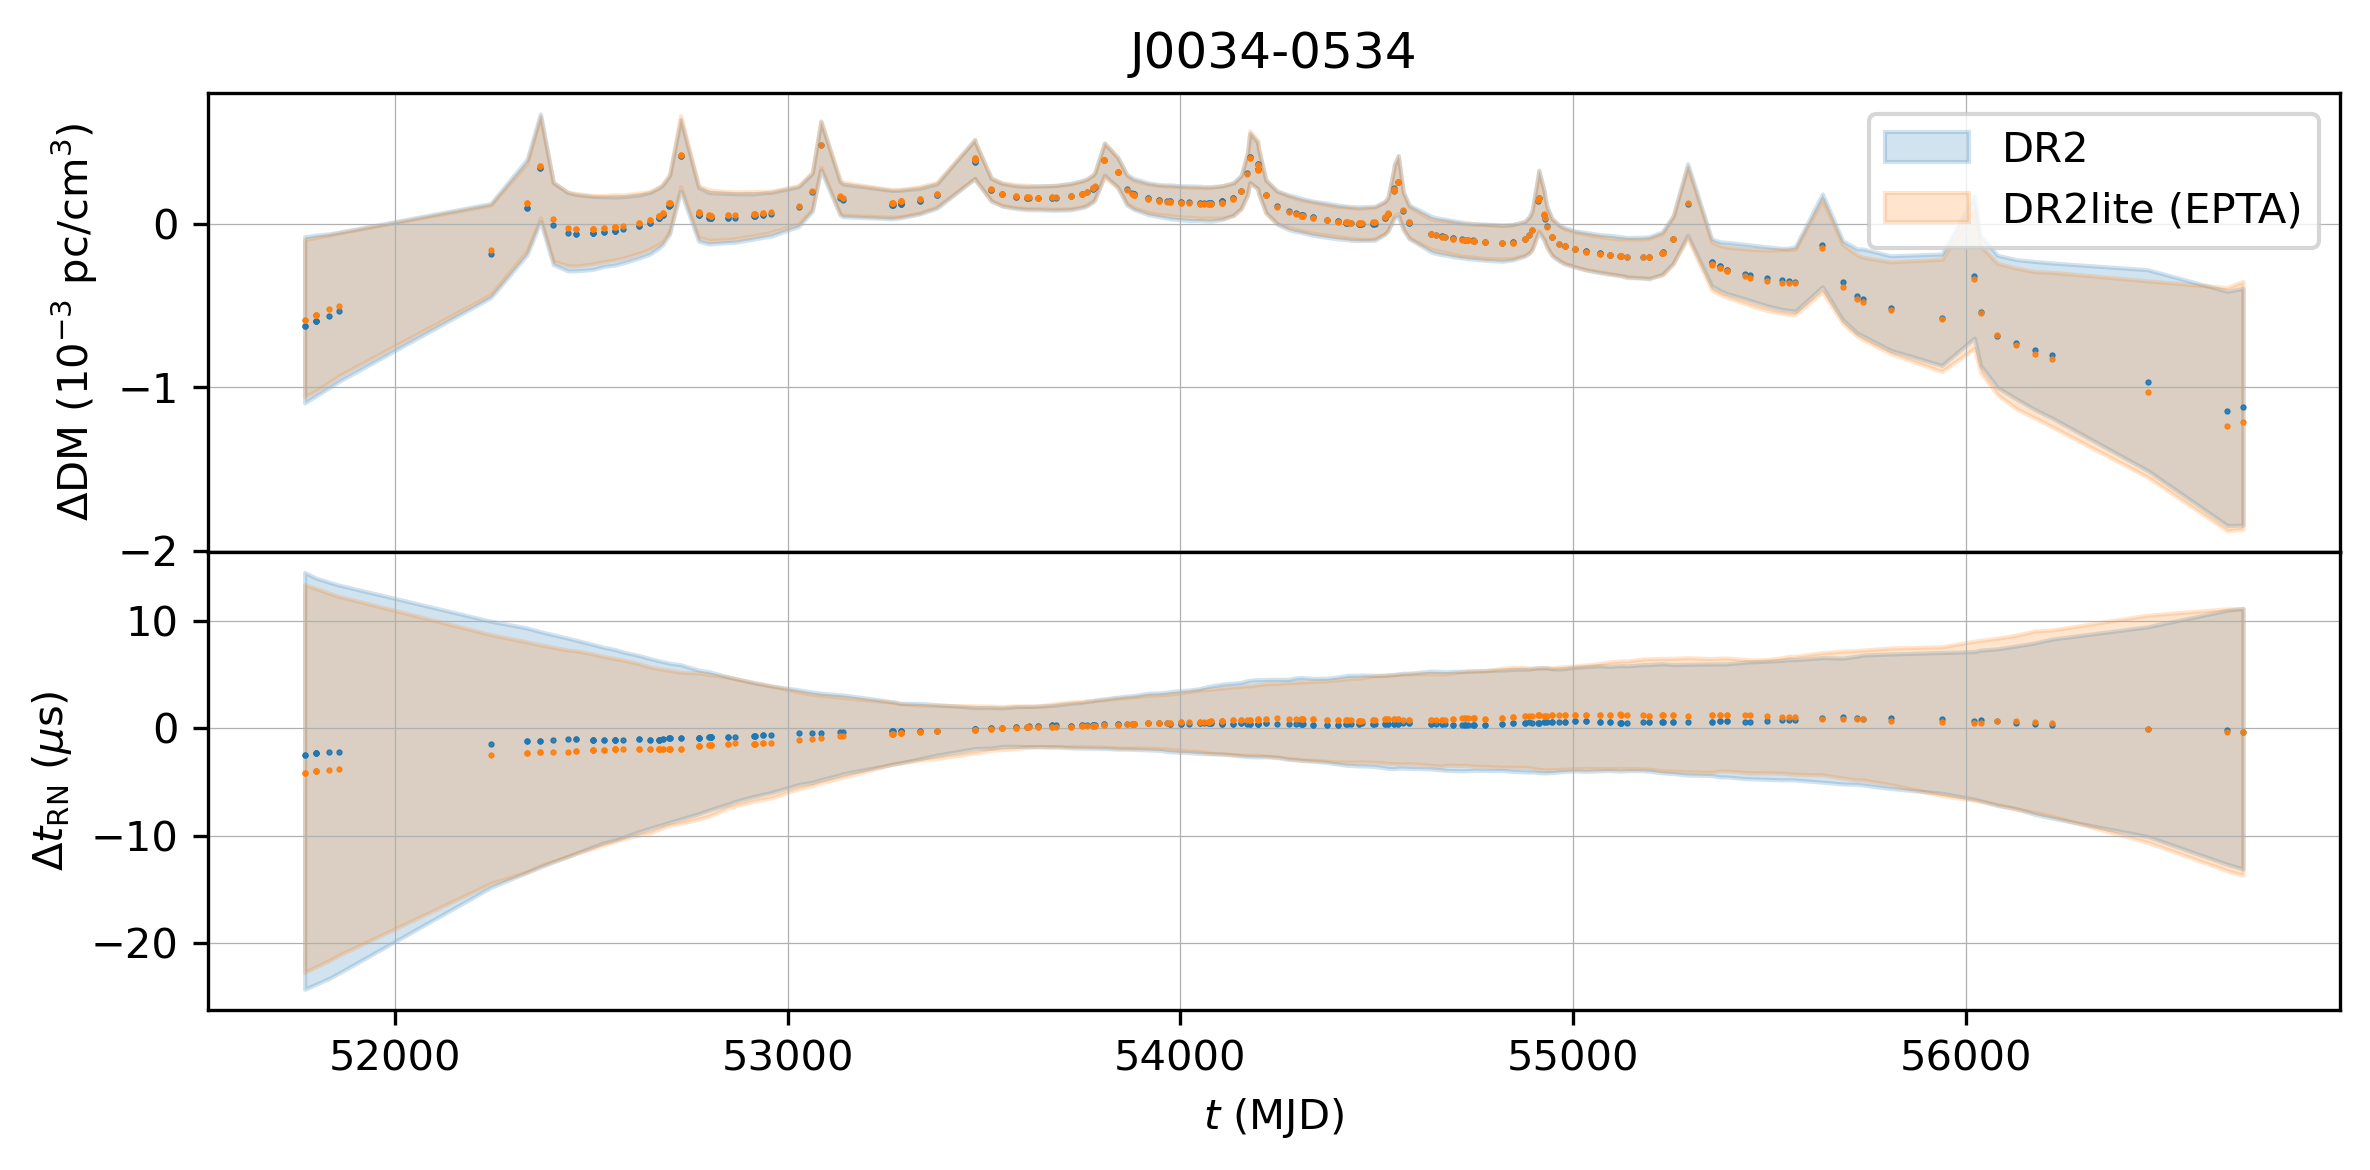 J0034-0534
DR2
DR2lite (EPTA)
ΔDM (10⁻³ pc/cm³)
0
−1
−2
Δt_RN (μs)
10
0
−10
−20
52000 53000 54000 55000 56000
t (MJD)